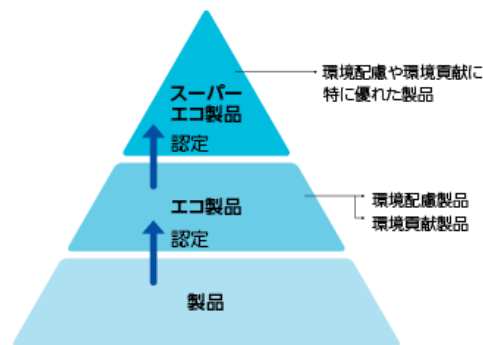 スーパー
エコ製品
環境配慮や環境貢献に
特に優れた製品
認定
エコ製品
環境配慮製品
環境貢献製品
認定
製品